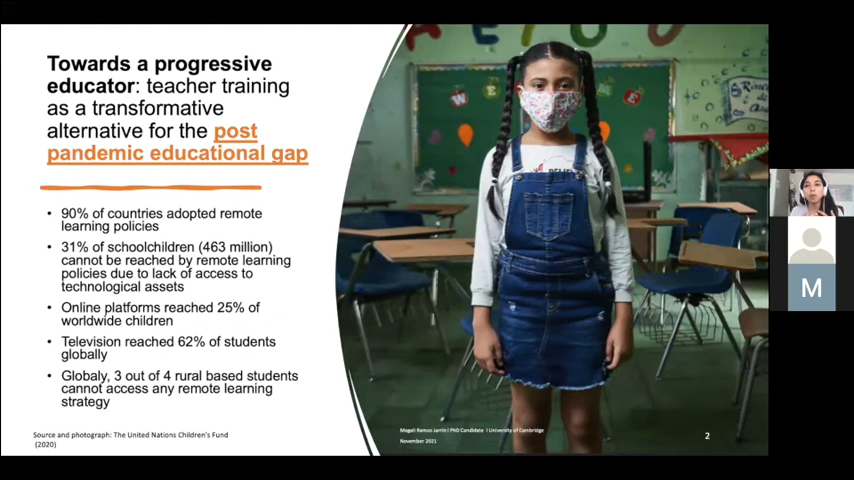 Towards a progressive
educator: teacher training
as a transformative
alternative for the post
pandemic educational gap
• 90% of countries adopted remote
learning policies
• 31% of schoolchildren (463 million)
cannot be reached by remote learning
policies due to lack of access to
technological assets
• Online platforms reached 25% of
worldwide children
• Television reached 62% of students
globally
• Globaly, 3 out of 4 rural based students
cannot access any remote learning
strategy
Source and photograph: The United Nations Children's Fund
(2020)
Magali Ramos Jarrin I PhD Candidate I University of Cambridge
November 2021
2
M